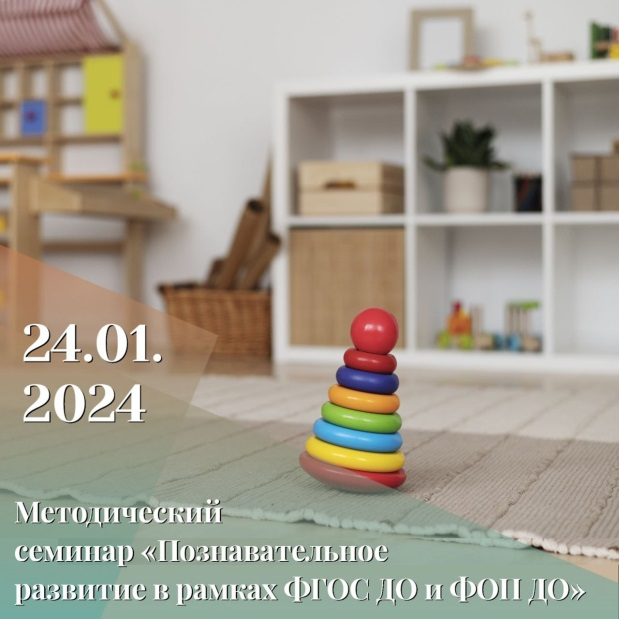 24.01.
2024
Методический
семинар «Познавательное
развитие в рамках ФГОС ДО и ФОП ДО»